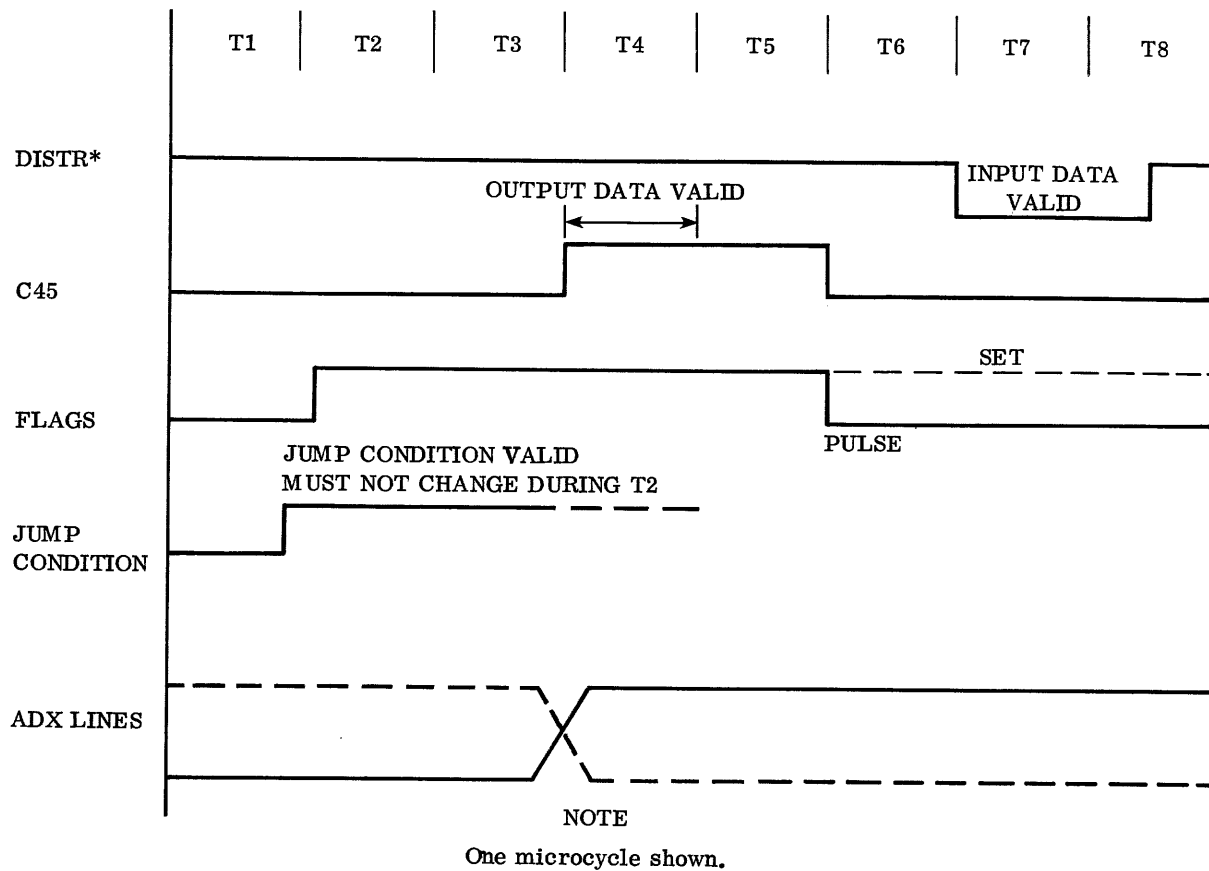 T1 T2 T3 T4 T5 T6 T7 T8
DISTR*
INPUT DATA
VALID
OUTPUT DATA VALID
C45
SET
FLAGS
PULSE
JUMP CONDITION VALID
MUST NOT CHANGE DURING T2
JUMP
CONDITION
ADX LINES
NOTE
One microcycle shown.